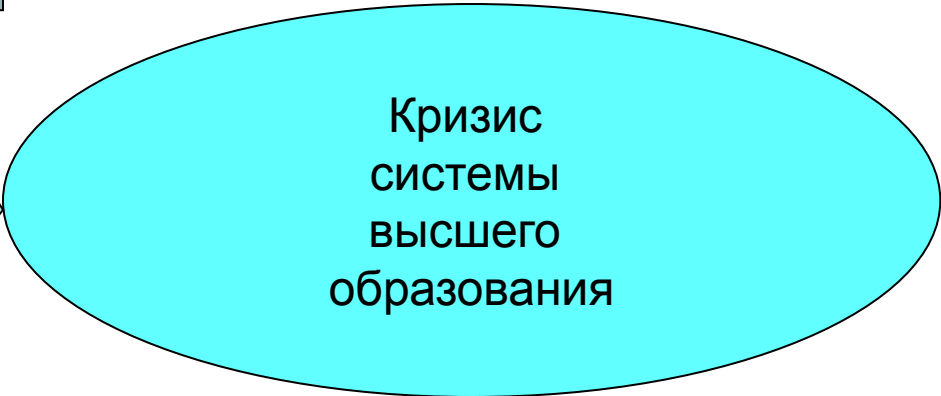 Кризис
системы
высшего
образования